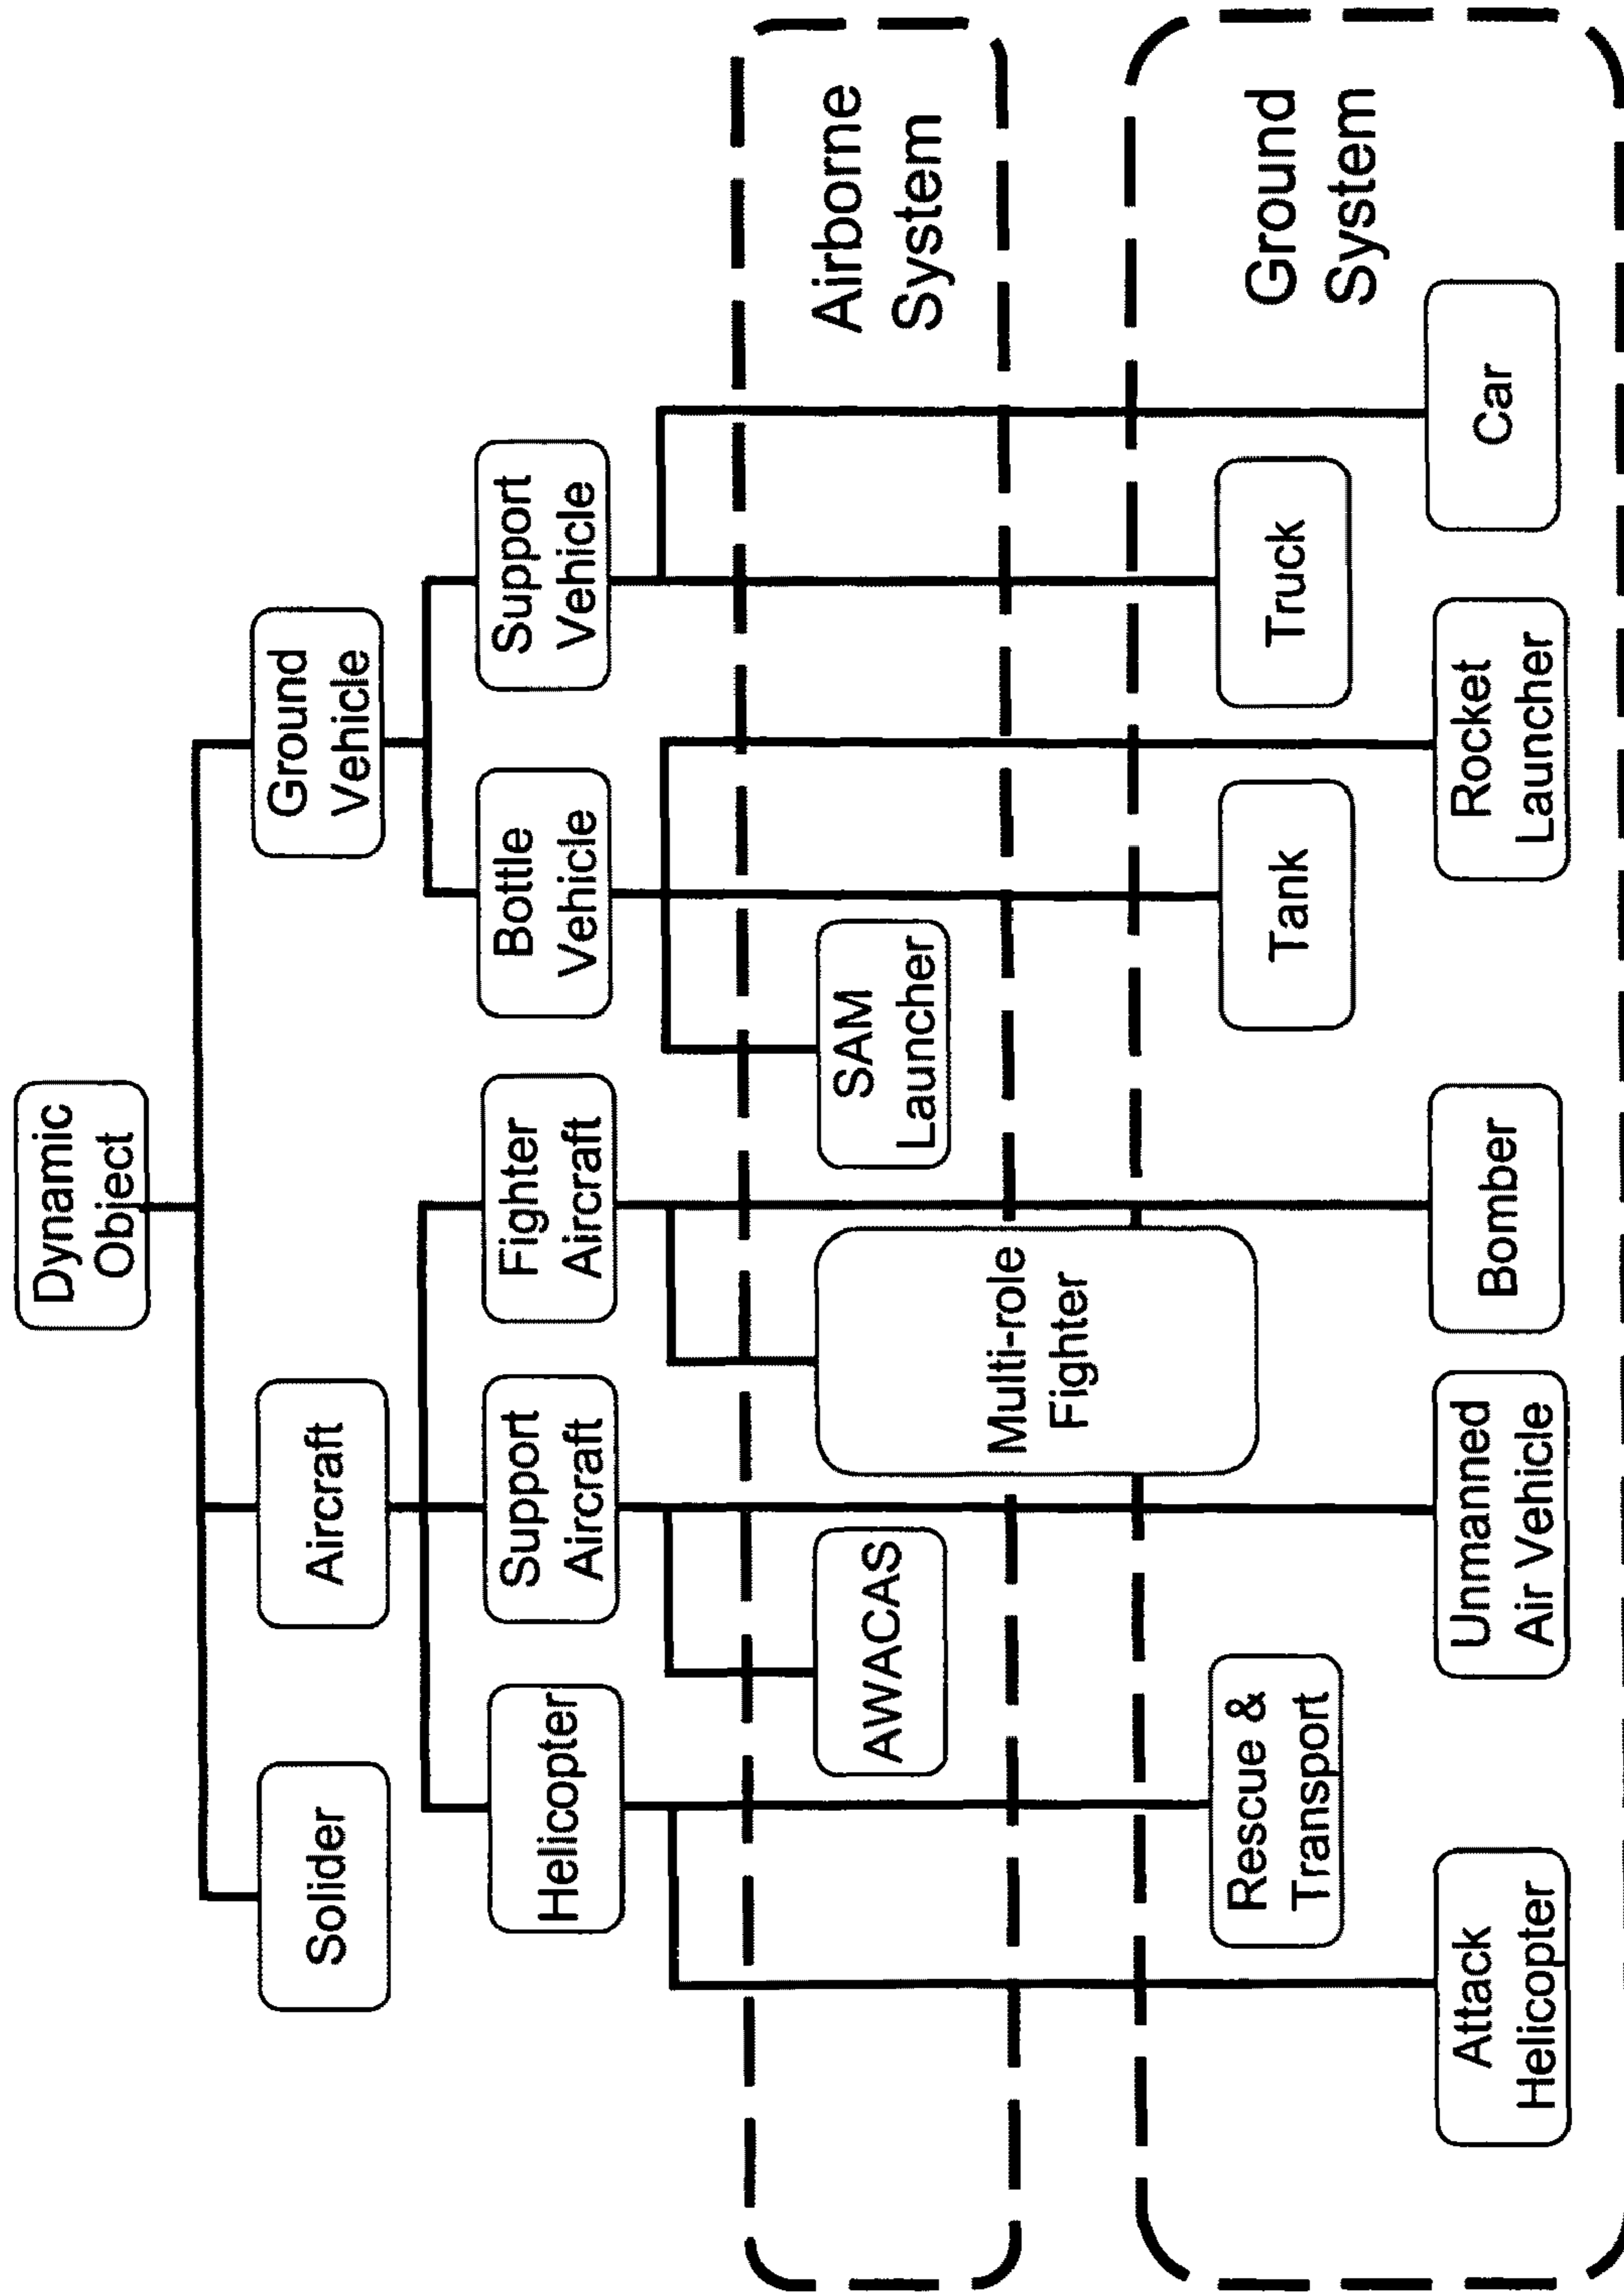 Dynamic
Object
Solider
Aircraft
Ground
Vehicle
Helicopter
Support
Aircraft
Fighter
Aircraft
Bottle
Vehicle
Support
Vehicle
AWACAS
Multi-role
Fighter
SAM
Launcher
Airborne
System
Rescue &
Transport
Tank
Truck
Ground
System
Attack
Helicopter
Unmanned
Air Vehicle
Bomber
Rocket
Launcher
Car